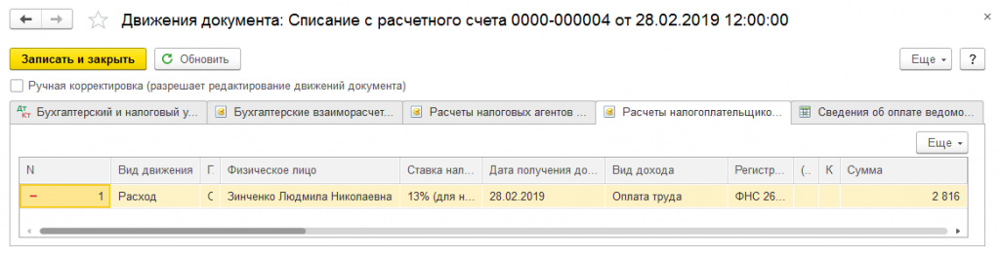 Движения документа: Списание с расчетного счета 0000-000004 от 28.02.2019 12:00:00
Записать и закрыть Обновить Еще ?
Ручная корректировка (разрешает редактирование движений документа)
Дт Кт Бухгалтерский и налоговый у... Бухгалтерские взаиморасчет... Расчеты налоговых агентов ... Расчеты налогоплательщико... Сведения об оплате ведомо...
Еще
N Вид движения Г. Физическое лицо Ставка нал... Дата получения до... Вид дохода Регистр... (... К Сумма
1 Расход С Зинченко Людмила Николаевна 13% (для н... 28.02.2019 Оплата труда ФНС 26... 2 816